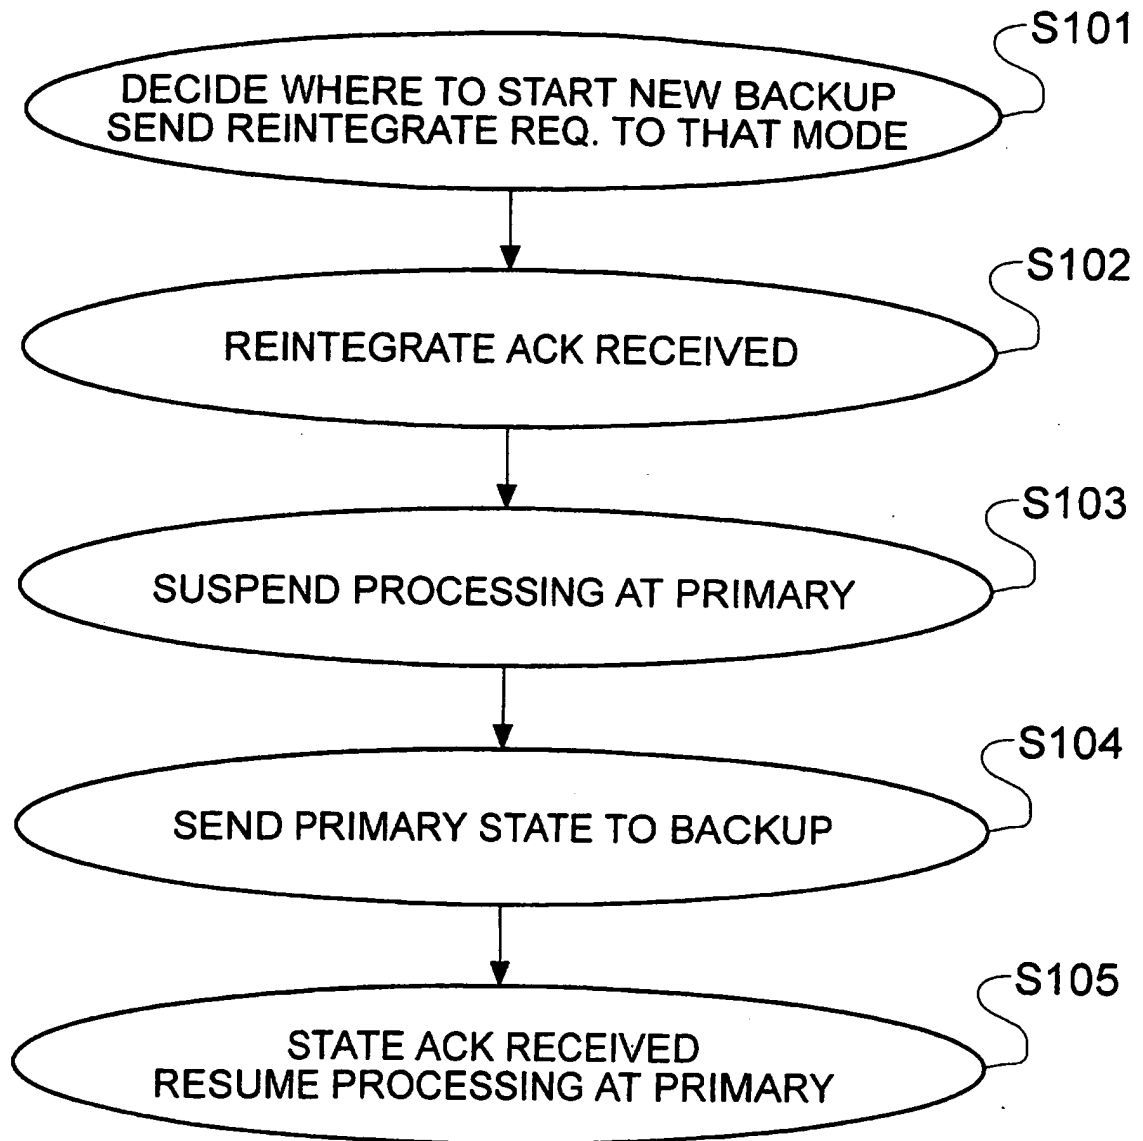 S101
DECIDE WHERE TO START NEW BACKUP
SEND REINTEGRATE REQ. TO THAT MODE
S102
REINTEGRATE ACK RECEIVED
S103
SUSPEND PROCESSING AT PRIMARY
S104
SEND PRIMARY STATE TO BACKUP
S105
STATE ACK RECEIVED
RESUME PROCESSING AT PRIMARY